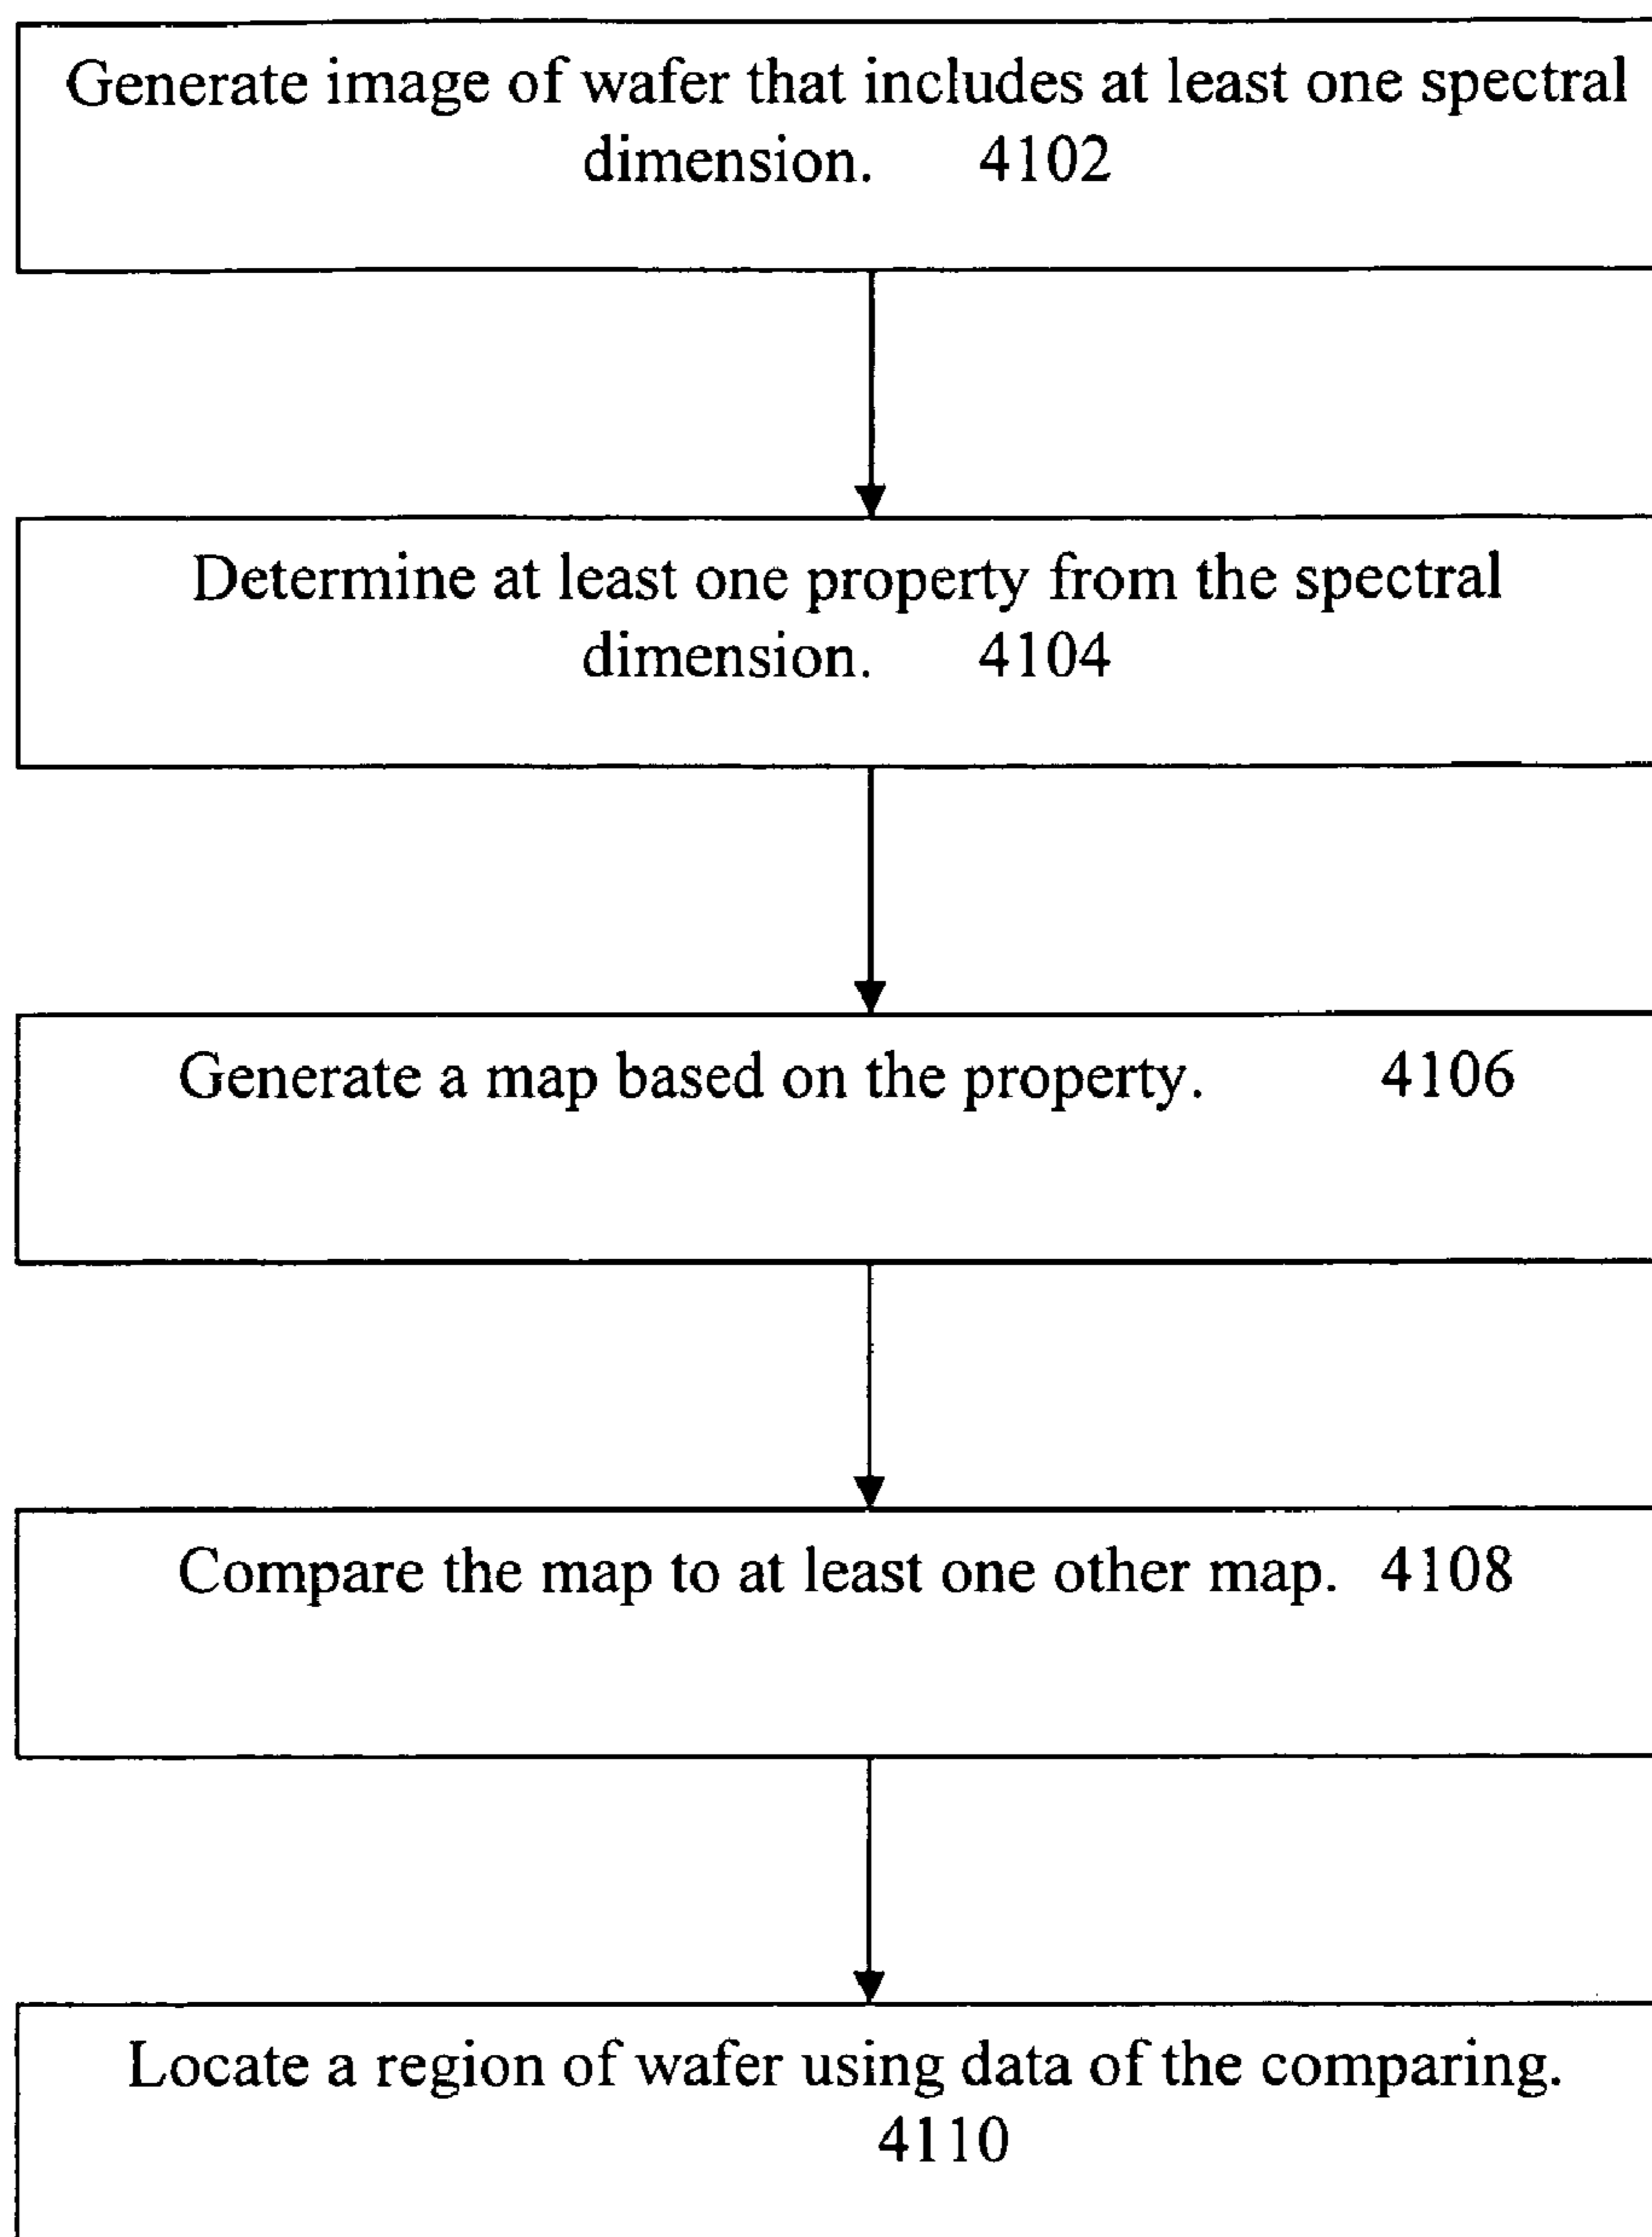 Generate image of wafer that includes at least one spectral
dimension. 4102
Determine at least one property from the spectral
dimension. 4104
Generate a map based on the property. 4106
Compare the map to at least one other map. 4108
Locate a region of wafer using data of the comparing.
4110